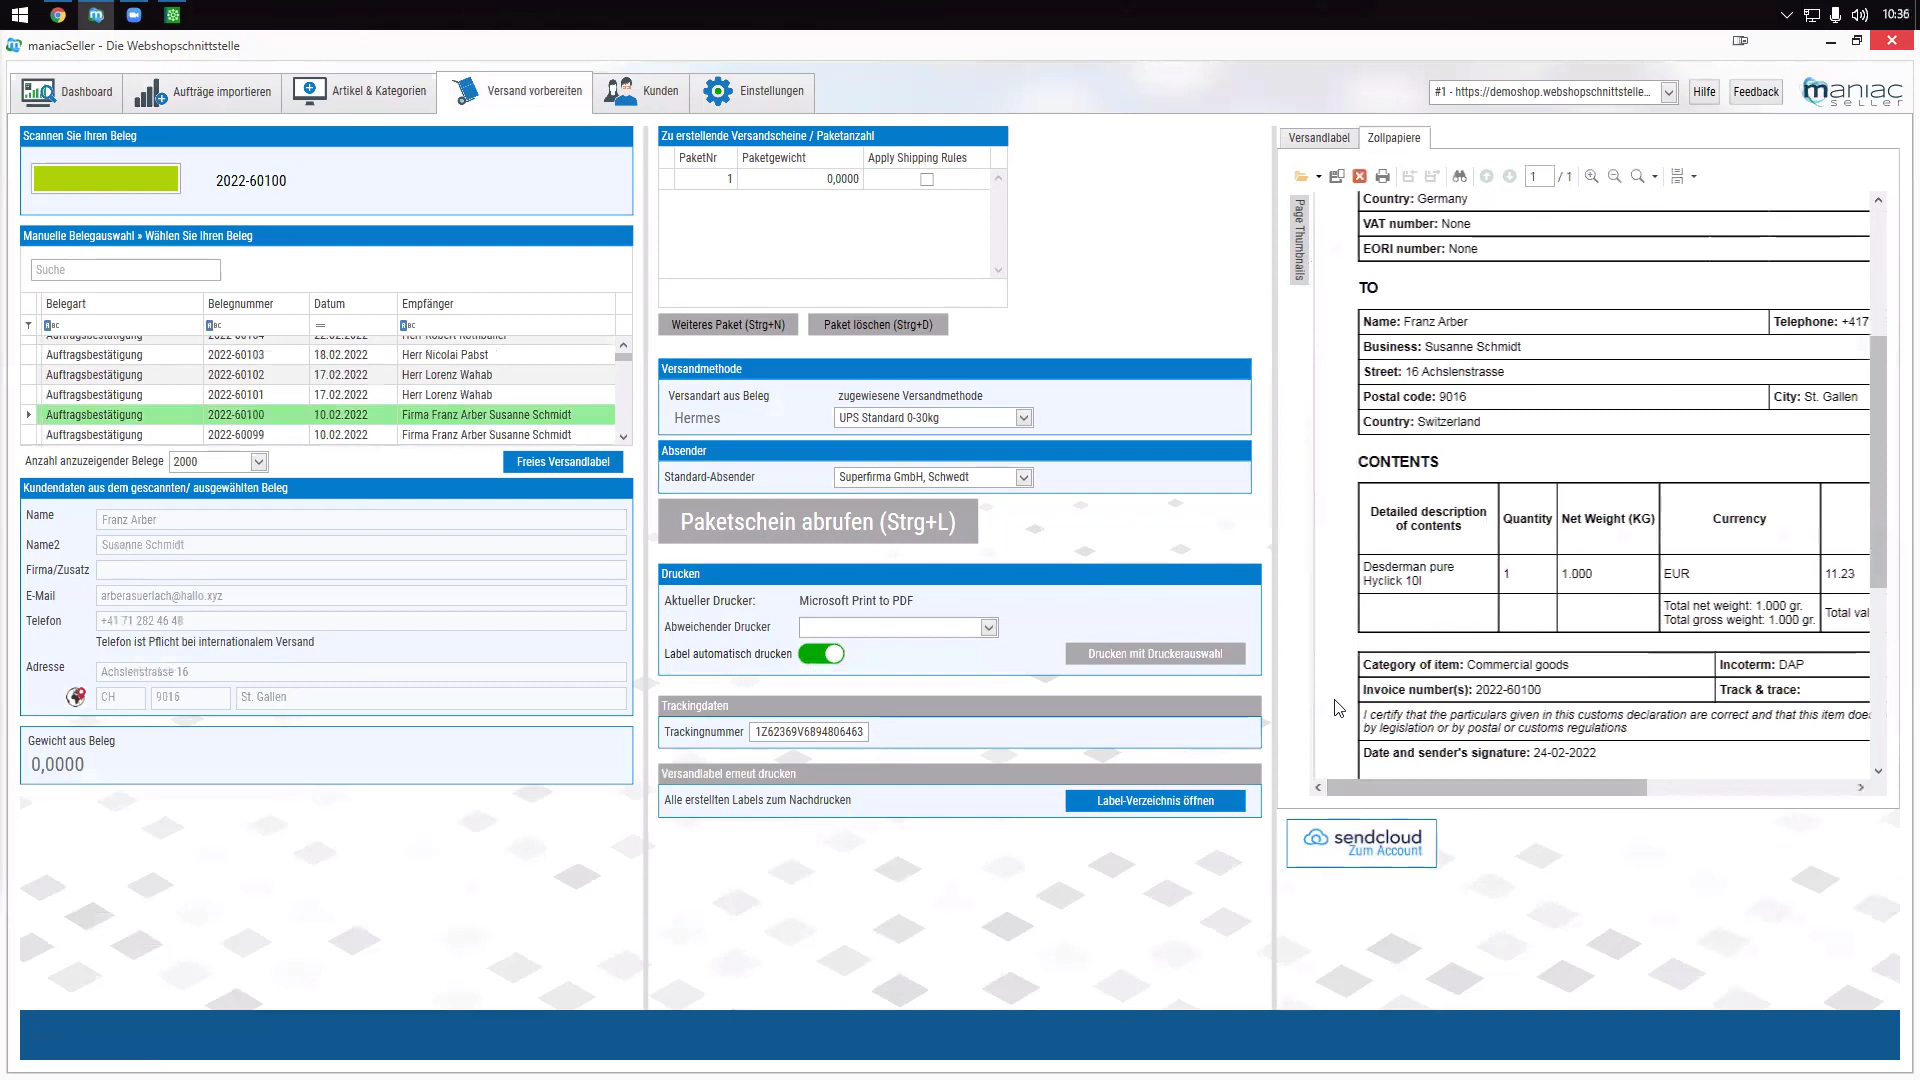 10:36
maniacSeller - Die Webshopschnittstelle
Dashboard
Aufträge importieren
Artikel & Kategorien
Versand vorbereiten
Kunden
Einstellungen
#1 - https://demoshop.webshopschnittstelle...
Hilfe
Feedback
maniac
seller
Scannen Sie Ihren Beleg
2022-60100
Manuelle Belegauswahl » Wählen Sie Ihren Beleg
Suche
Belegart Belegnummer Datum Empfänger
Auftragsbestätigung 2022-60103 18.02.2022 Herr Nicolai Pabst
Auftragsbestätigung 2022-60102 17.02.2022 Herr Lorenz Wahab
Auftragsbestätigung 2022-60101 17.02.2022 Herr Lorenz Wahab
Auftragsbestätigung 2022-60100 10.02.2022 Firma Franz Arber Susanne Schmidt
Auftragsbestätigung 2022-60099 10.02.2022 Firma Franz Arber Susanne Schmidt
Anzahl anzuzeigender Belege 2000 Freies Versandlabel
Kundendaten aus dem gescannten/ ausgewählten Beleg
Name Franz Arber
Name2 Susanne Schmidt
Firma/Zusatz
E-Mail arberasuerlach@hallo.xyz
Telefon +41 71 282 46 48
Telefon ist Pflicht bei internationalem Versand
Adresse Achslenstrasse 16
CH 9016 St. Gallen
Gewicht aus Beleg
0,0000
Zu erstellende Versandscheine / Paketanzahl
PaketNr Paketgewicht Apply Shipping Rules
1 0,0000
Weiteres Paket (Strg+N) Paket löschen (Strg+D)
Versandmethode
Versandart aus Beleg zugewiesene Versandmethode
Hermes UPS Standard 0-30kg
Absender
Standard-Absender Superfirma GmbH, Schwedt
Paketschein abrufen (Strg+L)
Drucken
Aktueller Drucker: Microsoft Print to PDF
Abweichender Drucker
Label automatisch drucken Drucken mit Druckerauswahl
Trackingdaten
Trackingnummer 1Z62369V6894806463
Versandlabel erneut drucken
Alle erstellten Labels zum Nachdrucken Label-Verzeichnis öffnen
Versandlabel Zollpapiere
1 / 1
Page Thumbnails
Country: Germany
VAT number: None
EORI number: None
TO
Name: Franz Arber Telephone: +417
Business: Susanne Schmidt
Street: 16 Achslenstrasse
Postal code: 9016 City: St. Gallen
Country: Switzerland
CONTENTS
Detailed description
of contents
Quantity
Net Weight (KG)
Currency
Desderman pure
Hyclick 10l
1 1.000 EUR 11.23
Total net weight: 1.000 gr.
Total gross weight: 1.000 gr.
Total val
Category of item: Commercial goods Incoterm: DAP
Invoice number(s): 2022-60100 Track & trace:
I certify that the particulars given in this customs declaration are correct and that this item doe
by legislation or by postal or customs regulations
Date and sender's signature: 24-02-2022
sendcloud
Zum Account